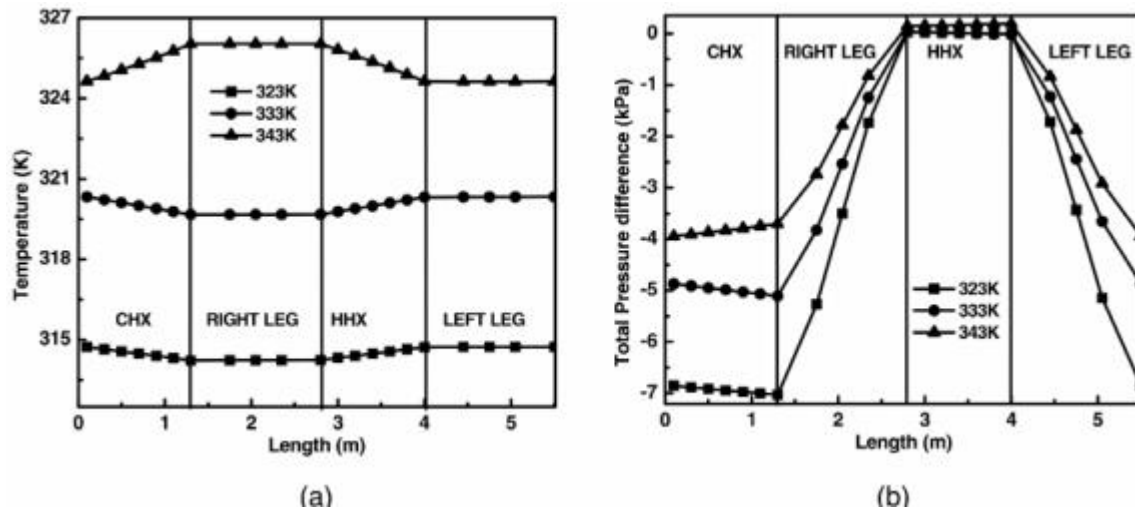 327
324
321
318
315
Temperature (K)
323K
333K
343K
CHX
RIGHT LEG
HHX
LEFT LEG
0
1
2
3
4
5
Length (m)
(a)
0
-1
-2
-3
-4
-5
-6
-7
Total Pressure difference (kPa)
CHX
RIGHT LEG
HHX
LEFT LEG
323K
333K
343K
0
1
2
3
4
5
Length (m)
(b)